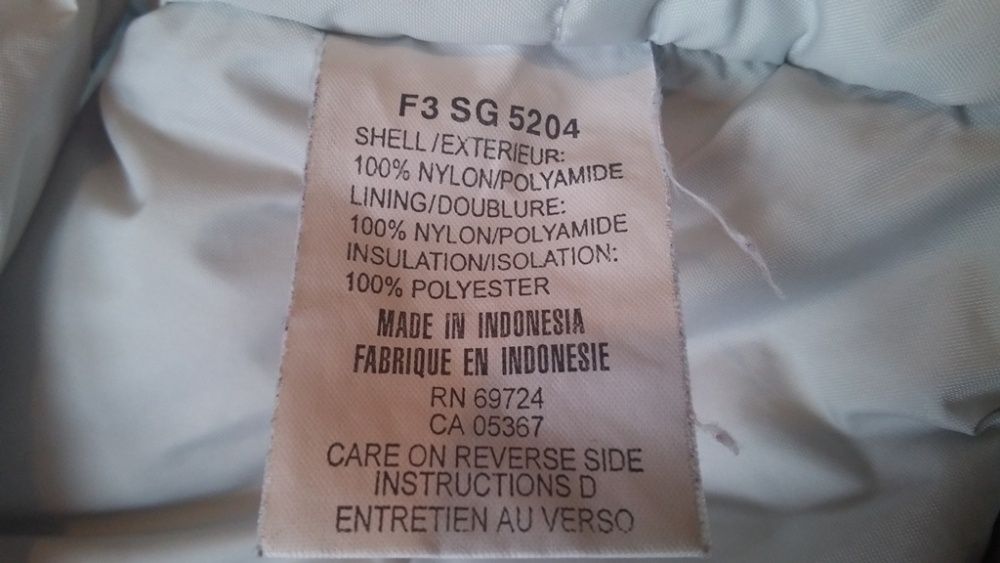 F3 SG 5204
SHELL/EXTERIEUR:
100% NYLON/POLYAMIDE
LINING/DOUBLURE:
100% NYLON/POLYAMIDE
INSULATION/ISOLATION:
100% POLYESTER
MADE IN INDONESIA
FABRIQUE EN INDONESIE
RN 69724
CA 05367
CARE ON REVERSE SIDE
INSTRUCTIONS D
ENTRETIEN AU VERSO